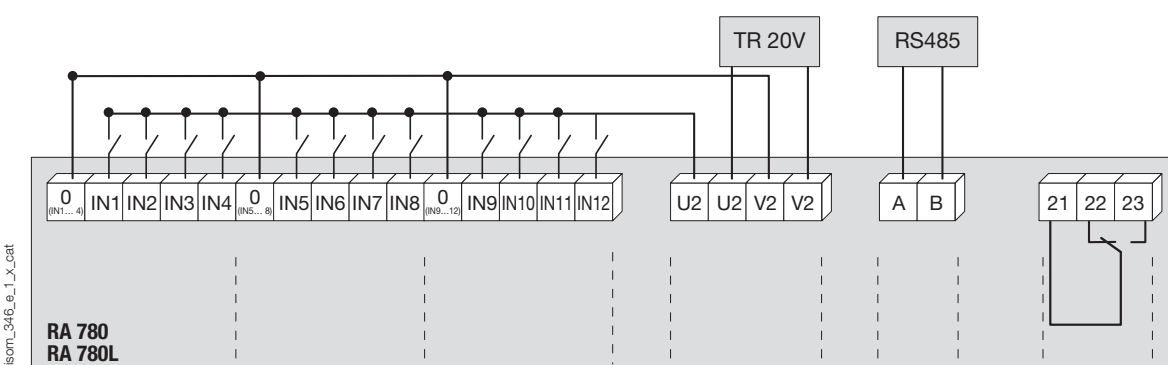 TR 20V
RS485
0 IN1 IN2 IN3 IN4 0 IN5 IN6 IN7 IN8 0 IN9 IN10 IN11 IN12
(IN1... 4) (IN5... 8) (IN9...12)
U2 U2 V2 V2
A B
21 22 23
RA 780
RA 780L
isom_346_e_1_x_cat